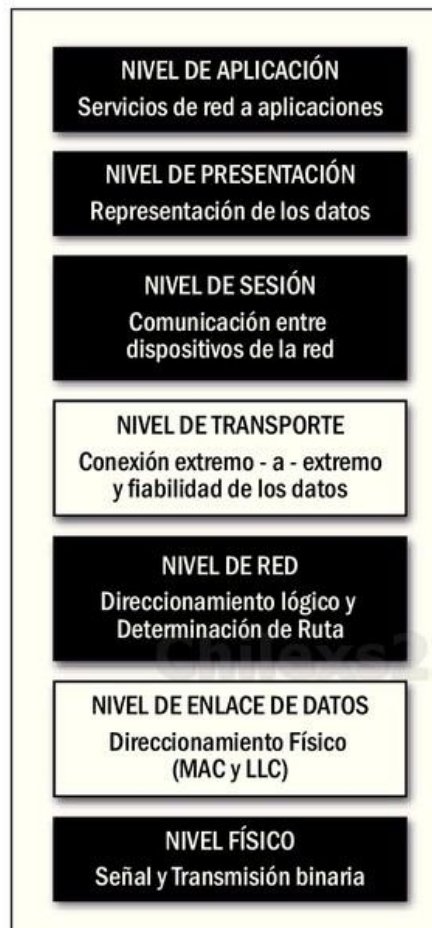 NIVEL DE APLICACIÓN
Servicios de red a aplicaciones
NIVEL DE PRESENTACIÓN
Representación de los datos
NIVEL DE SESIÓN
Comunicación entre
dispositivos de la red
NIVEL DE TRANSPORTE
Conexión extremo - a - extremo
y fiabilidad de los datos
NIVEL DE RED
Direccionamiento lógico y
Determinación de Ruta
Chilexs2
NIVEL DE ENLACE DE DATOS
Direccionamiento Físico
(MAC y LLC)
NIVEL FÍSICO
Señal y Transmisión binaria